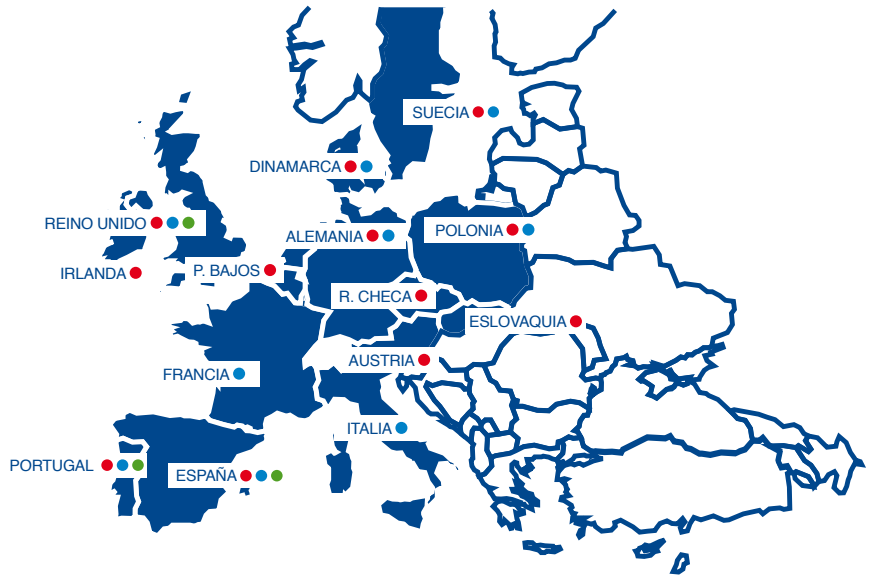 SUECIA
DINAMARCA
REINO UNIDO
ALEMANIA
POLONIA
IRLANDA
P. BAJOS
R. CHECA
ESLOVAQUIA
AUSTRIA
FRANCIA
ITALIA
PORTUGAL
ESPAÑA